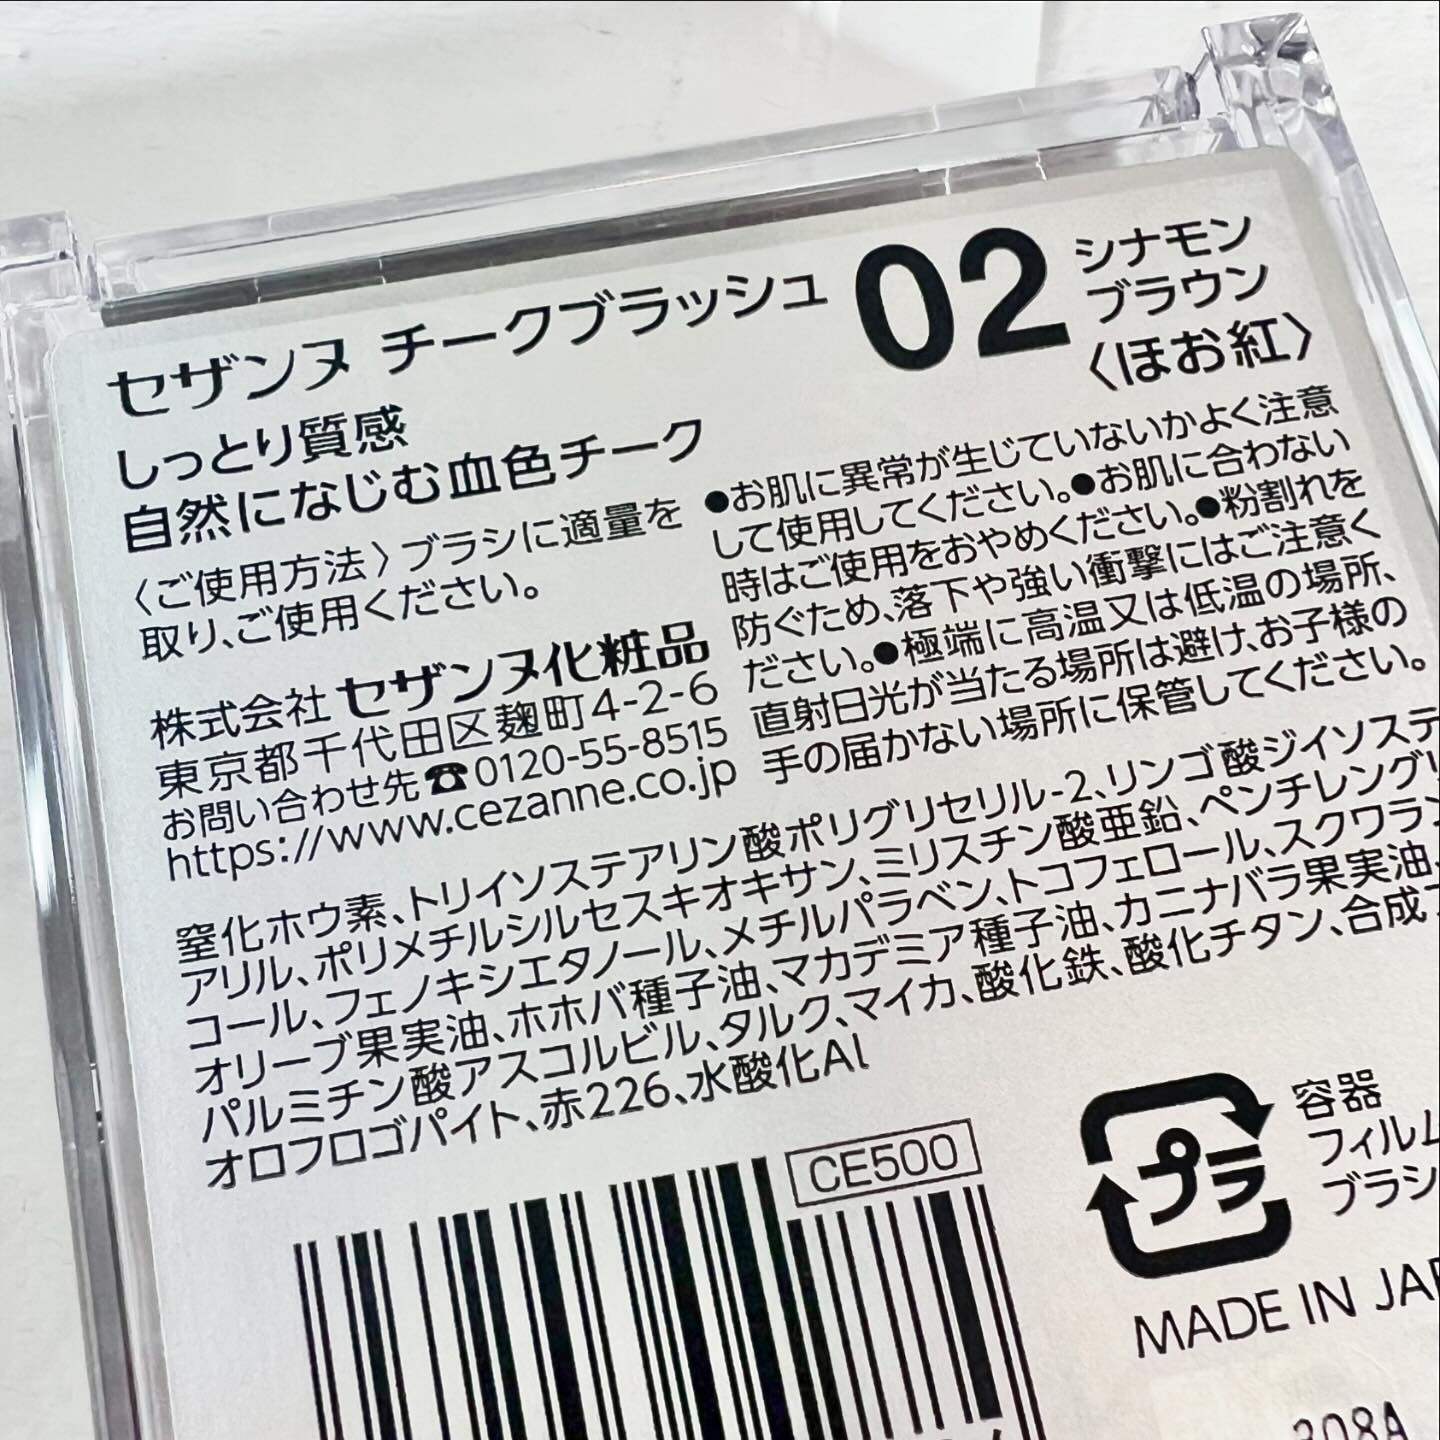 セザンヌ チークブラッシュ
02 シナモン
ブラウン
〈ほお紅〉
しっとり質感
自然になじむ血色チーク
〈ご使用方法〉ブラシに適量を
取り、ご使用ください。
株式会社 セザンヌ化粧品
東京都千代田区麹町4-2-6
お問い合わせ先☎0120-55-8515
https://www.cezanne.co.jp
●お肌に異常が生じていないかよく注意
して使用してください。●お肌に合わない
時はご使用をおやめください。●粉割れを
防ぐため、落下や強い衝撃にはご注意く
ださい。●極端に高温又は低温の場所、
直射日光が当たる場所は避け、お子様の
手の届かない場所に保管してください。
窒化ホウ素、トリイソステアリン酸ポリグリセリル-2、リンゴ酸ジイソステ
アリル、ポリメチルシルセスキオキサン、ミリスチン酸亜鉛、ペンチレングリ
コール、フェノキシエタノール、メチルパラベン、トコフェロール、スクワラン
オリーブ果実油、ホホバ種子油、マカデミア種子油、カニナバラ果実油、
パルミチン酸アスコルビル、タルク、マイカ、酸化鉄、酸化チタン、合成
オロフロゴパイト、赤226、水酸化Al
CE500
プラ
容器
フィルム
ブラシ
MADE IN JAP
308A